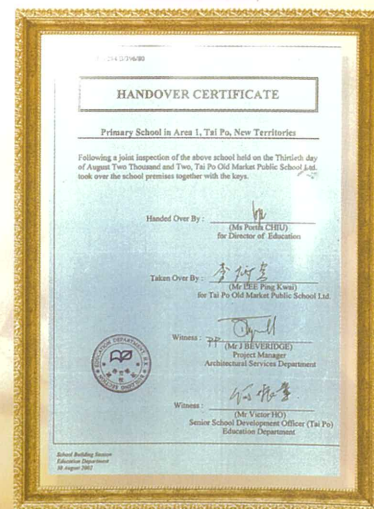 HANDOVER CERTIFICATE
Primary School in Area 1, Tai Po, New Territories
Following a joint inspection of the above school held on the Thirtieth day
of August Two Thousand and Two, Tai Po Old Market Public School Ltd.
took over the school premises together with the keys.
Handed Over By :
(Ms Portia CHIU)
for Director of Education
Taken Over By :
(Mr LEE Ping Kwai)
for Tai Po Old Market Public School Ltd.
Witness :
(Mr J BEVERIDGE)
Project Manager
Architectural Services Department
EDUCATION DEPARTMENT, H.K.
Witness :
(Mr Victor HO)
Senior School Development Officer (Tai Po)
Education Department
School Building Section
Education Department
30 August 2002